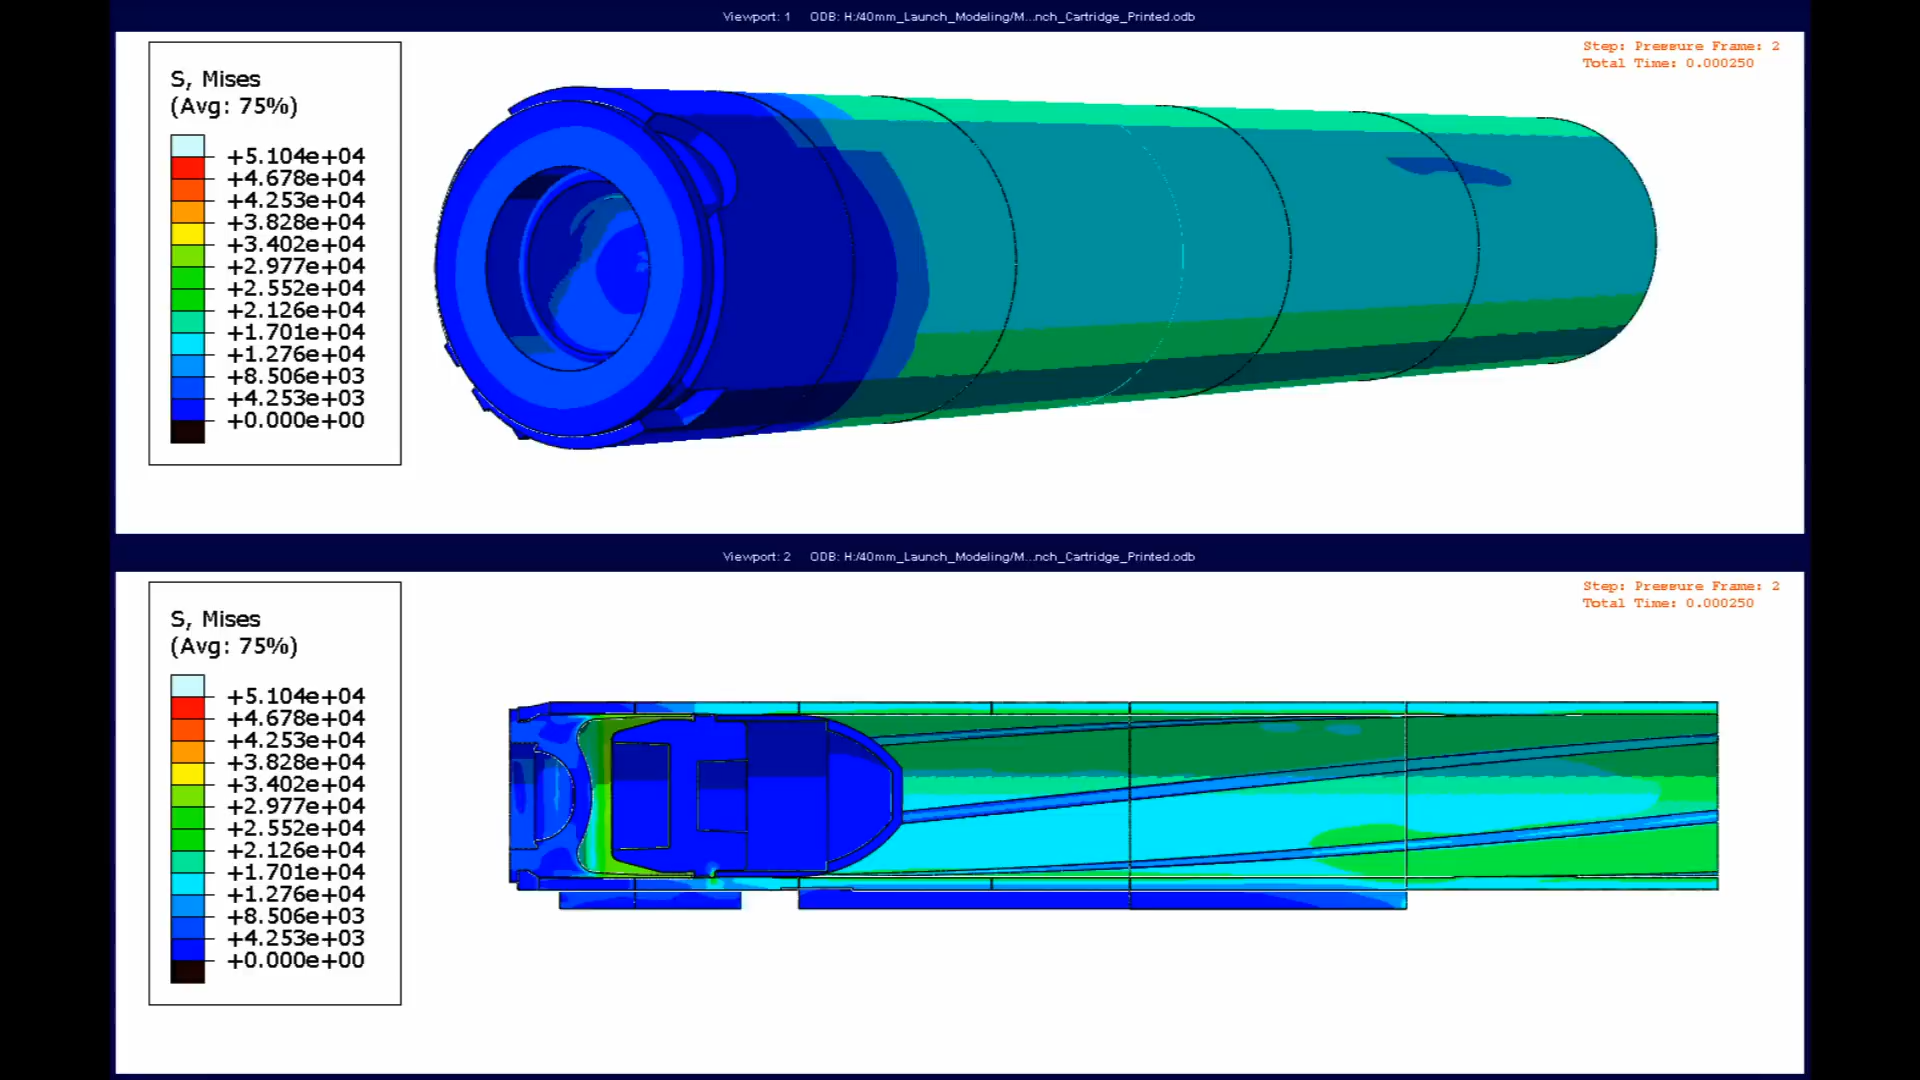 Viewport: 1 ODB: H:/40mm_Launch_Modeling/M...nch_Cartridge_Printed.odb
Step: Pressure Frame: 2
Total Time: 0.000250
S, Mises
(Avg: 75%)
+5.104e+04
+4.678e+04
+4.253e+04
+3.828e+04
+3.402e+04
+2.977e+04
+2.552e+04
+2.126e+04
+1.701e+04
+1.276e+04
+8.506e+03
+4.253e+03
+0.000e+00
Viewport: 2 ODB: H:/40mm_Launch_Modeling/M...nch_Cartridge_Printed.odb
Step: Pressure Frame: 2
Total Time: 0.000250
S, Mises
(Avg: 75%)
+5.104e+04
+4.678e+04
+4.253e+04
+3.828e+04
+3.402e+04
+2.977e+04
+2.552e+04
+2.126e+04
+1.701e+04
+1.276e+04
+8.506e+03
+4.253e+03
+0.000e+00